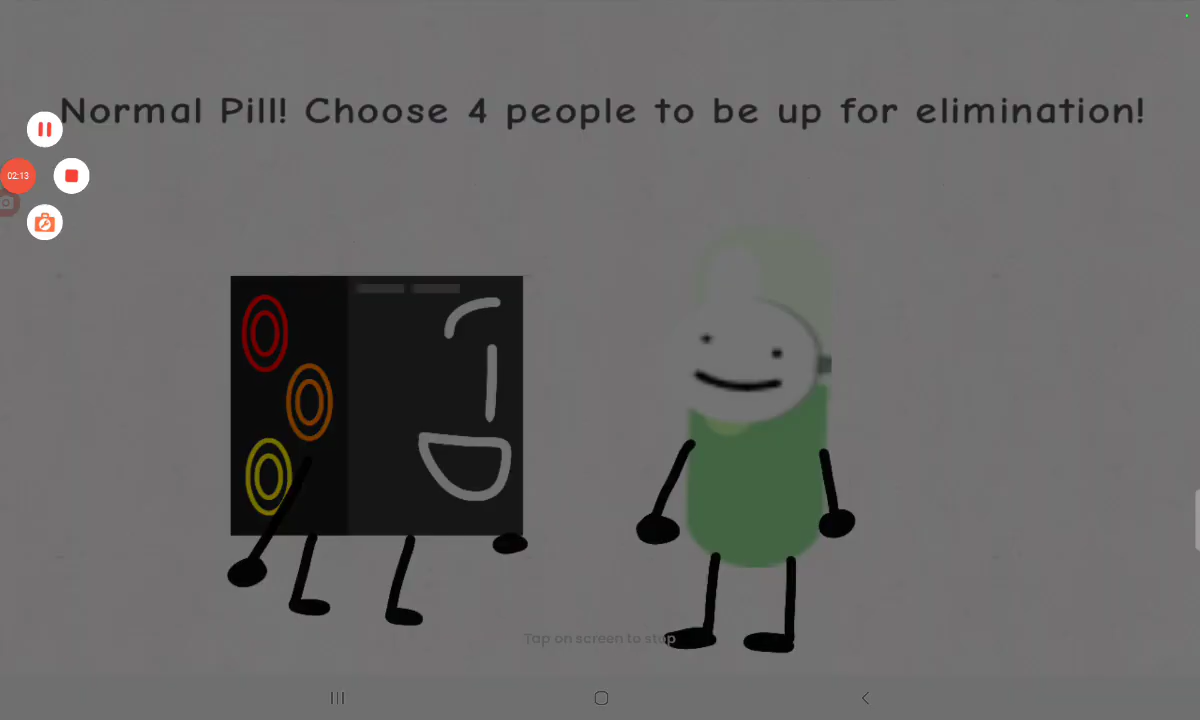 Normal Pill! Choose 4 people to be up for elimination!
02:13
Tap on screen to stop